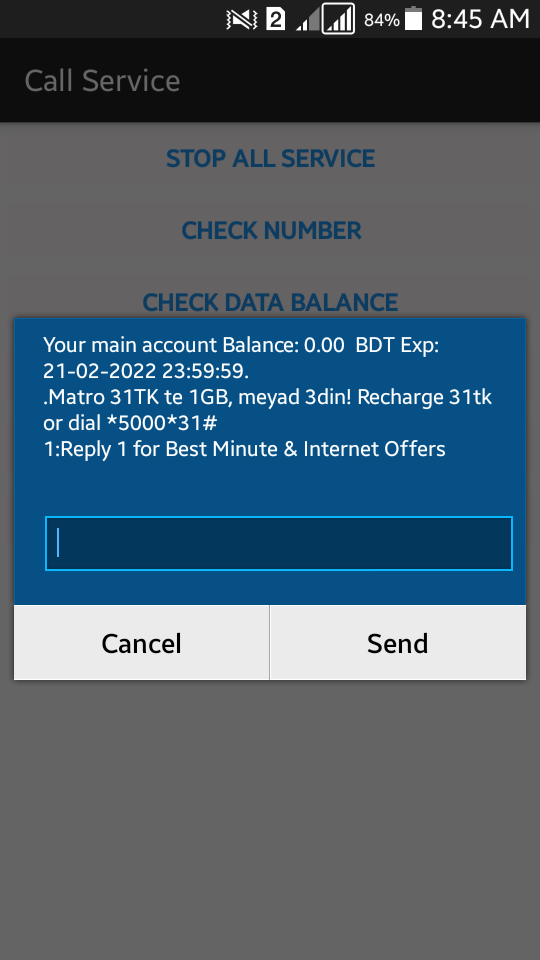 2 84% 8:45 AM
Call Service
STOP ALL SERVICE
CHECK NUMBER
CHECK DATA BALANCE
Your main account Balance: 0.00  BDT Exp:
21-02-2022 23:59:59.
.Matro 31TK te 1GB, meyad 3din! Recharge 31tk
or dial *5000*31#
1:Reply 1 for Best Minute & Internet Offers
Cancel Send